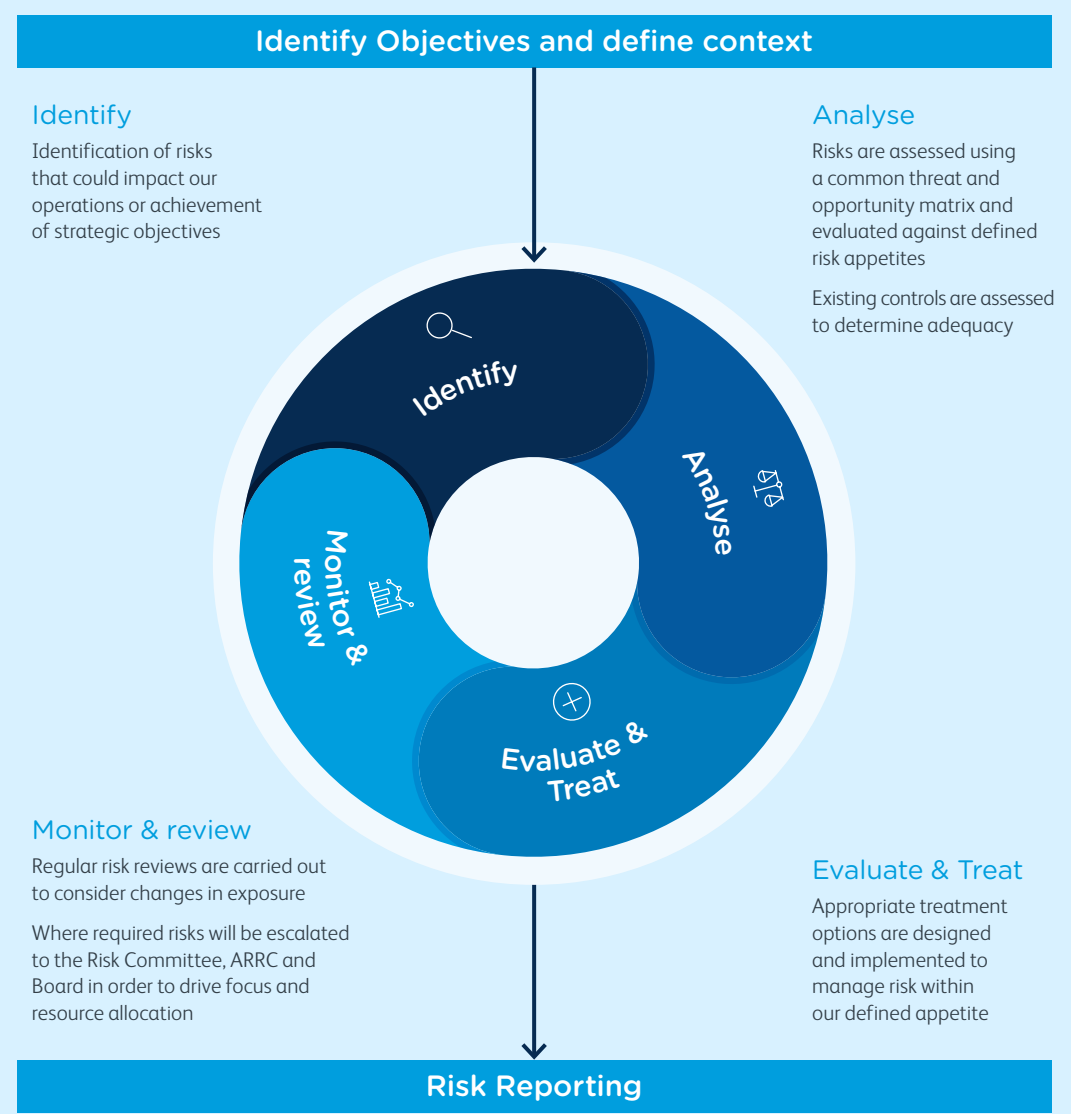 Identify Objectives and define context
Identify
Identification of risks
that could impact our
operations or achievement
of strategic objectives
Analyse
Risks are assessed using
a common threat and
opportunity matrix and
evaluated against defined
risk appetites
Existing controls are assessed
to determine adequacy
Identify
Analyse
Evaluate &
Treat
Monitor &
review
Monitor & review
Regular risk reviews are carried out
to consider changes in exposure
Where required risks will be escalated
to the Risk Committee, ARRC and
Board in order to drive focus and
resource allocation
Evaluate & Treat
Appropriate treatment
options are designed
and implemented to
manage risk within
our defined appetite
Risk Reporting